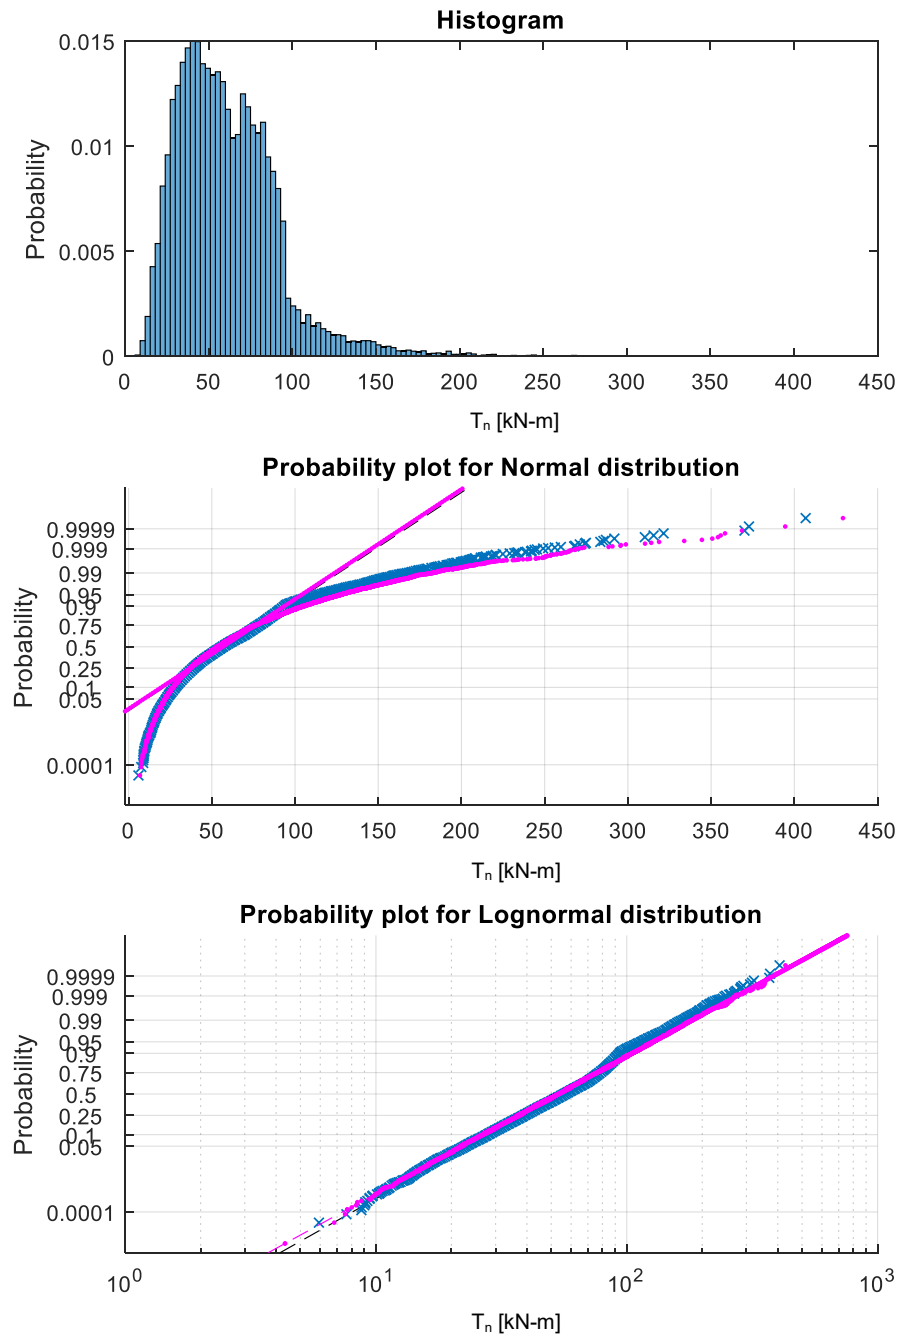 Histogram
0.015
0.01
0.005
0
Probability
0 50 100 150 200 250 300 350 400 450
Tₙ [kN-m]
Probability plot for Normal distribution
0.9999
0.999
0.99
0.95
0.9
0.75
0.5
0.25
0.1
0.05
0.0001
Probability
0 50 100 150 200 250 300 350 400 450
Tₙ [kN-m]
Probability plot for Lognormal distribution
0.9999
0.999
0.99
0.95
0.9
0.75
0.5
0.25
0.1
0.05
0.0001
Probability
10⁰ 10¹ 10² 10³
Tₙ [kN-m]